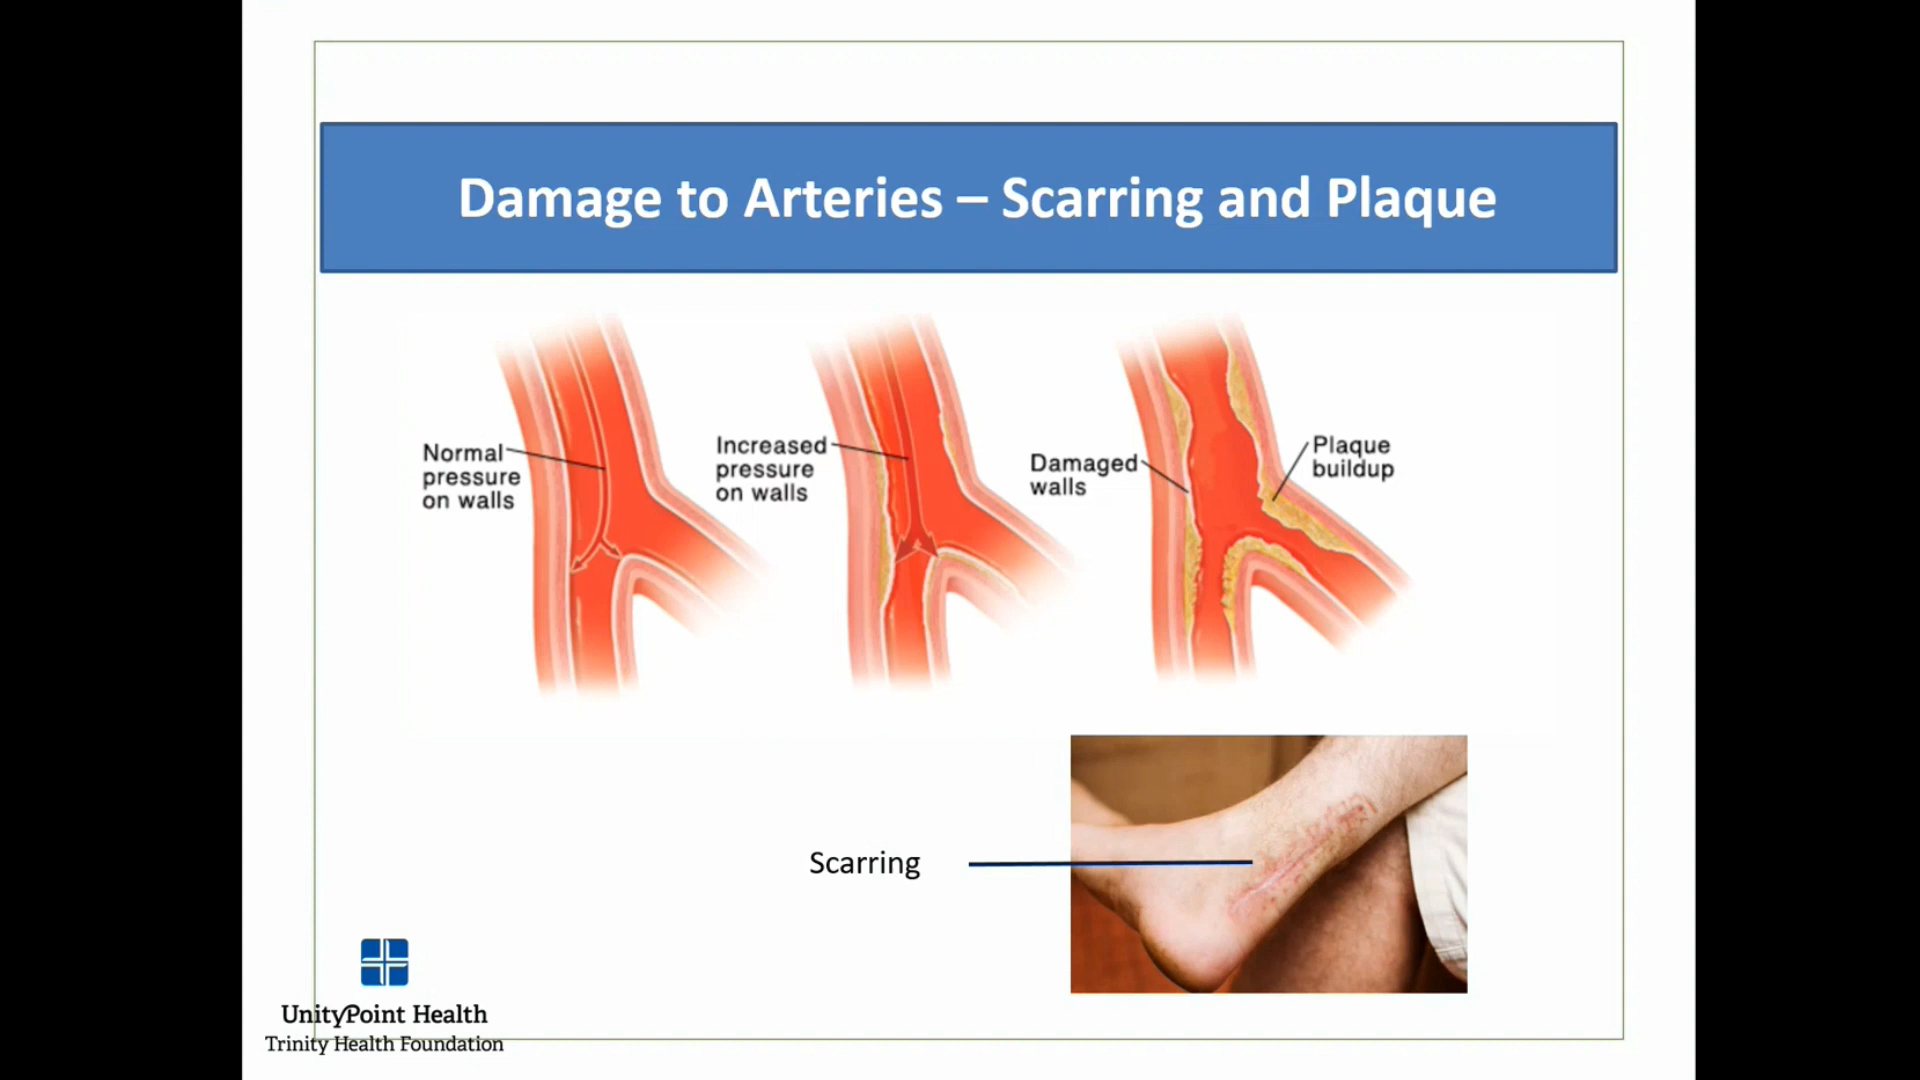 Damage to Arteries – Scarring and Plaque
Normal
pressure
on walls
Increased
pressure
on walls
Damaged
walls
Plaque
buildup
Scarring
UnityPoint Health
Trinity Health Foundation